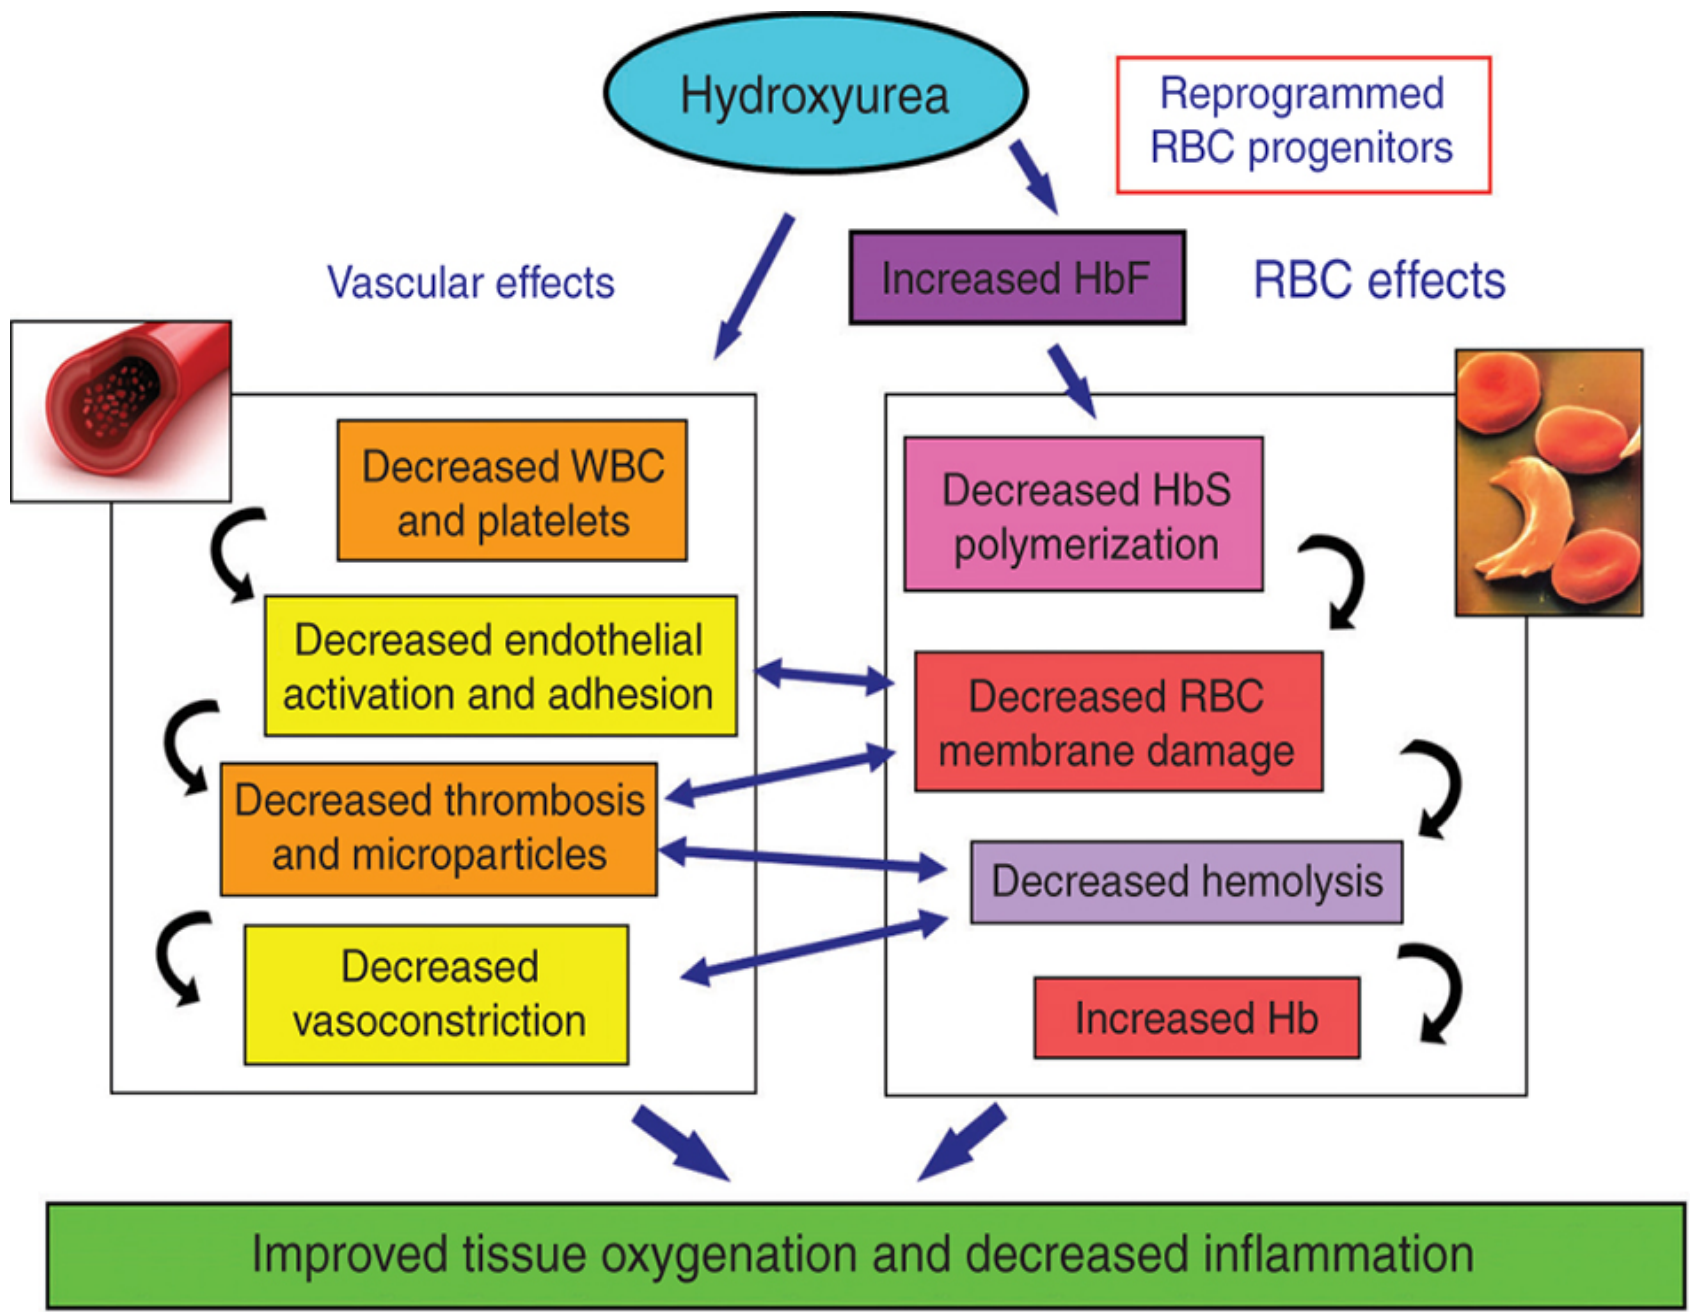 Hydroxyurea
Reprogrammed
RBC progenitors
Increased HbF
Vascular effects
RBC effects
Decreased WBC
and platelets
Decreased endothelial
activation and adhesion
Decreased thrombosis
and microparticles
Decreased
vasoconstriction
Decreased HbS
polymerization
Decreased RBC
membrane damage
Decreased hemolysis
Increased Hb
Improved tissue oxygenation and decreased inflammation